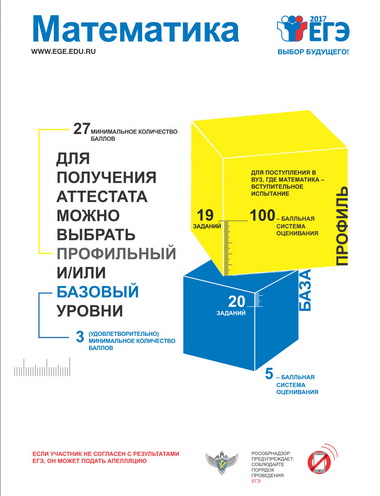 Математика
WWW.EGE.EDU.RU
2017
ЕГЭ
ВЫБОР БУДУЩЕГО!
27 МИНИМАЛЬНОЕ КОЛИЧЕСТВО
БАЛЛОВ
ДЛЯ
ПОЛУЧЕНИЯ
АТТЕСТАТА
МОЖНО
ВЫБРАТЬ
ПРОФИЛЬНЫЙ
И/ИЛИ
БАЗОВЫЙ
УРОВНИ
3 (УДОВЛЕТВОРИТЕЛЬНО)
МИНИМАЛЬНОЕ КОЛИЧЕСТВО
БАЛЛОВ
ДЛЯ ПОСТУПЛЕНИЯ В
ВУЗ, ГДЕ МАТЕМАТИКА –
ВСТУПИТЕЛЬНОЕ
ИСПЫТАНИЕ
19
ЗАДАНИЙ
100 – БАЛЛЬНАЯ
СИСТЕМА
ОЦЕНИВАНИЯ
ПРОФИЛЬ
20
ЗАДАНИЙ
БАЗА
5 – БАЛЛЬНАЯ
СИСТЕМА
ОЦЕНИВАНИЯ
ЕСЛИ УЧАСТНИК НЕ СОГЛАСЕН С РЕЗУЛЬТАТАМИ
ЕГЭ, ОН МОЖЕТ ПОДАТЬ АПЕЛЛЯЦИЮ
РОСОБРНАДЗОР
ПРЕДУПРЕЖДАЕТ:
СОБЛЮДАЙТЕ
ПОРЯДОК
ПРОВЕДЕНИЯ
ЕГЭ